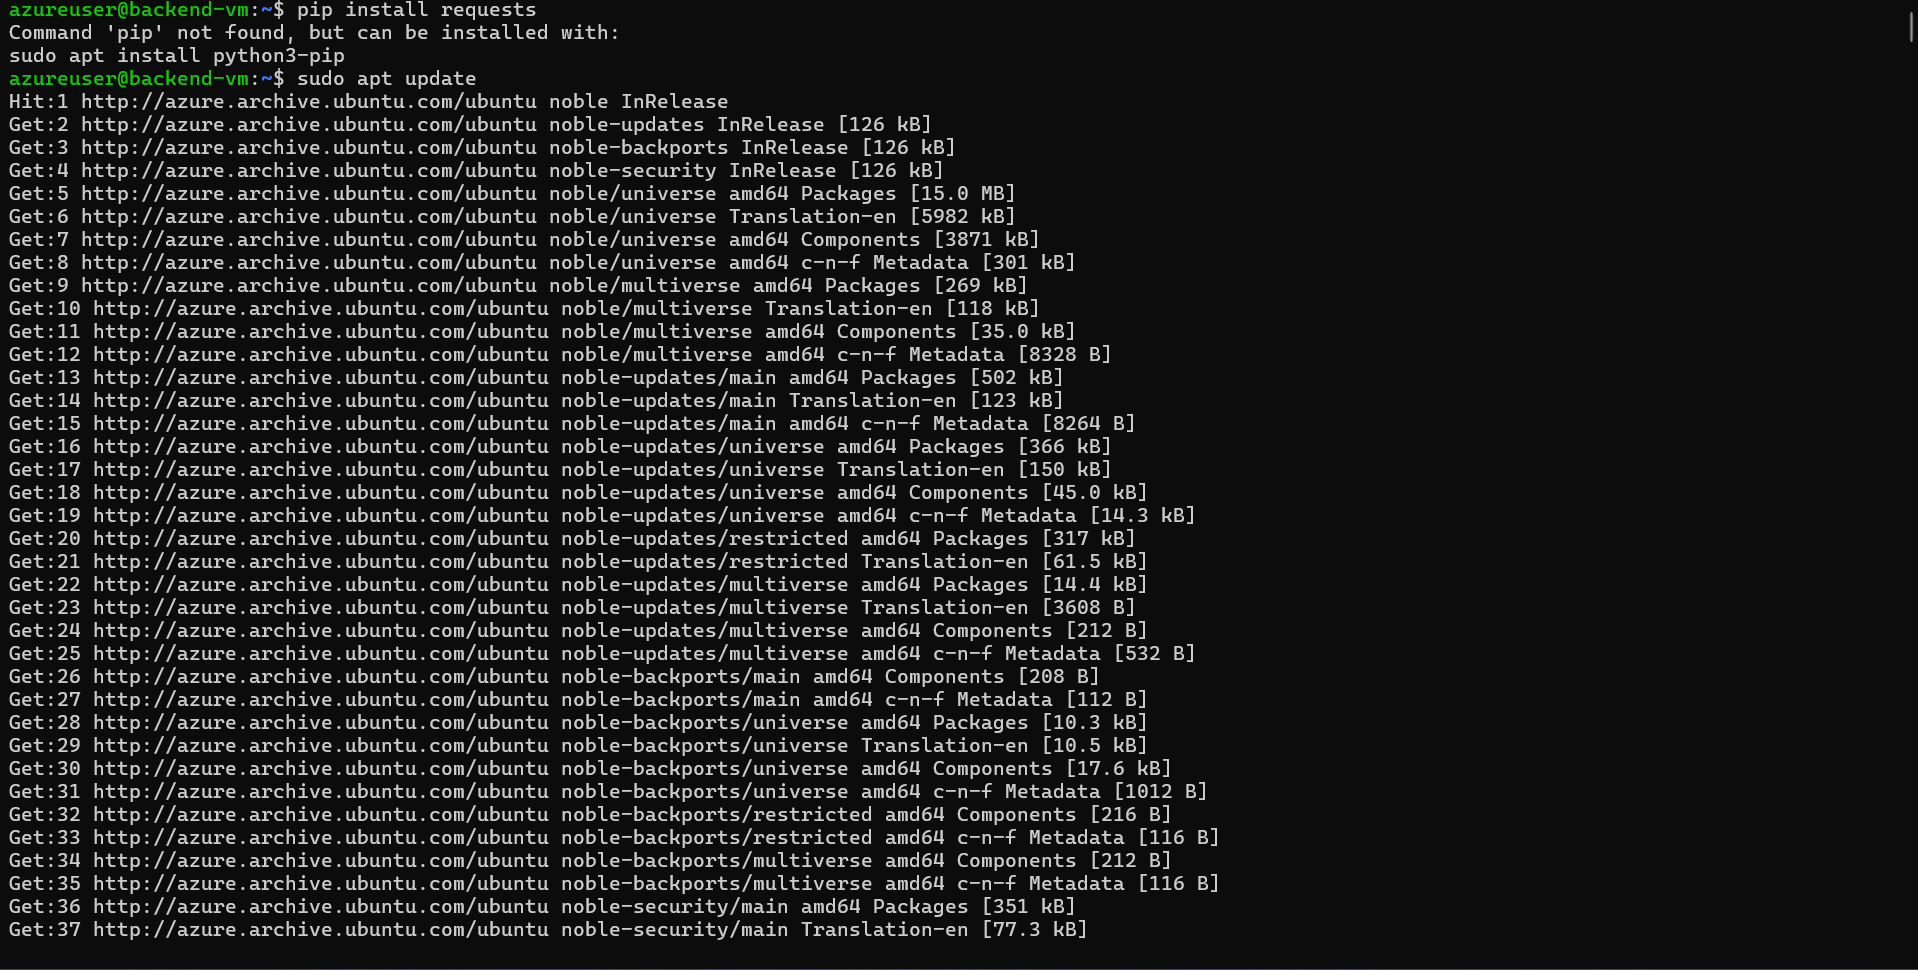 azureuser@backend-vm:~$ pip install requests
Command 'pip' not found, but can be installed with:
sudo apt install python3-pip
azureuser@backend-vm:~$ sudo apt update
Hit:1 http://azure.archive.ubuntu.com/ubuntu noble InRelease
Get:2 http://azure.archive.ubuntu.com/ubuntu noble-updates InRelease [126 kB]
Get:3 http://azure.archive.ubuntu.com/ubuntu noble-backports InRelease [126 kB]
Get:4 http://azure.archive.ubuntu.com/ubuntu noble-security InRelease [126 kB]
Get:5 http://azure.archive.ubuntu.com/ubuntu noble/universe amd64 Packages [15.0 MB]
Get:6 http://azure.archive.ubuntu.com/ubuntu noble/universe Translation-en [5982 kB]
Get:7 http://azure.archive.ubuntu.com/ubuntu noble/universe amd64 Components [3871 kB]
Get:8 http://azure.archive.ubuntu.com/ubuntu noble/universe amd64 c-n-f Metadata [301 kB]
Get:9 http://azure.archive.ubuntu.com/ubuntu noble/multiverse amd64 Packages [269 kB]
Get:10 http://azure.archive.ubuntu.com/ubuntu noble/multiverse Translation-en [118 kB]
Get:11 http://azure.archive.ubuntu.com/ubuntu noble/multiverse amd64 Components [35.0 kB]
Get:12 http://azure.archive.ubuntu.com/ubuntu noble/multiverse amd64 c-n-f Metadata [8328 B]
Get:13 http://azure.archive.ubuntu.com/ubuntu noble-updates/main amd64 Packages [502 kB]
Get:14 http://azure.archive.ubuntu.com/ubuntu noble-updates/main Translation-en [123 kB]
Get:15 http://azure.archive.ubuntu.com/ubuntu noble-updates/main amd64 c-n-f Metadata [8264 B]
Get:16 http://azure.archive.ubuntu.com/ubuntu noble-updates/universe amd64 Packages [366 kB]
Get:17 http://azure.archive.ubuntu.com/ubuntu noble-updates/universe Translation-en [150 kB]
Get:18 http://azure.archive.ubuntu.com/ubuntu noble-updates/universe amd64 Components [45.0 kB]
Get:19 http://azure.archive.ubuntu.com/ubuntu noble-updates/universe amd64 c-n-f Metadata [14.3 kB]
Get:20 http://azure.archive.ubuntu.com/ubuntu noble-updates/restricted amd64 Packages [317 kB]
Get:21 http://azure.archive.ubuntu.com/ubuntu noble-updates/restricted Translation-en [61.5 kB]
Get:22 http://azure.archive.ubuntu.com/ubuntu noble-updates/multiverse amd64 Packages [14.4 kB]
Get:23 http://azure.archive.ubuntu.com/ubuntu noble-updates/multiverse Translation-en [3608 B]
Get:24 http://azure.archive.ubuntu.com/ubuntu noble-updates/multiverse amd64 Components [212 B]
Get:25 http://azure.archive.ubuntu.com/ubuntu noble-updates/multiverse amd64 c-n-f Metadata [532 B]
Get:26 http://azure.archive.ubuntu.com/ubuntu noble-backports/main amd64 Components [208 B]
Get:27 http://azure.archive.ubuntu.com/ubuntu noble-backports/main amd64 c-n-f Metadata [112 B]
Get:28 http://azure.archive.ubuntu.com/ubuntu noble-backports/universe amd64 Packages [10.3 kB]
Get:29 http://azure.archive.ubuntu.com/ubuntu noble-backports/universe Translation-en [10.5 kB]
Get:30 http://azure.archive.ubuntu.com/ubuntu noble-backports/universe amd64 Components [17.6 kB]
Get:31 http://azure.archive.ubuntu.com/ubuntu noble-backports/universe amd64 c-n-f Metadata [1012 B]
Get:32 http://azure.archive.ubuntu.com/ubuntu noble-backports/restricted amd64 Components [216 B]
Get:33 http://azure.archive.ubuntu.com/ubuntu noble-backports/restricted amd64 c-n-f Metadata [116 B]
Get:34 http://azure.archive.ubuntu.com/ubuntu noble-backports/multiverse amd64 Components [212 B]
Get:35 http://azure.archive.ubuntu.com/ubuntu noble-backports/multiverse amd64 c-n-f Metadata [116 B]
Get:36 http://azure.archive.ubuntu.com/ubuntu noble-security/main amd64 Packages [351 kB]
Get:37 http://azure.archive.ubuntu.com/ubuntu noble-security/main Translation-en [77.3 kB]